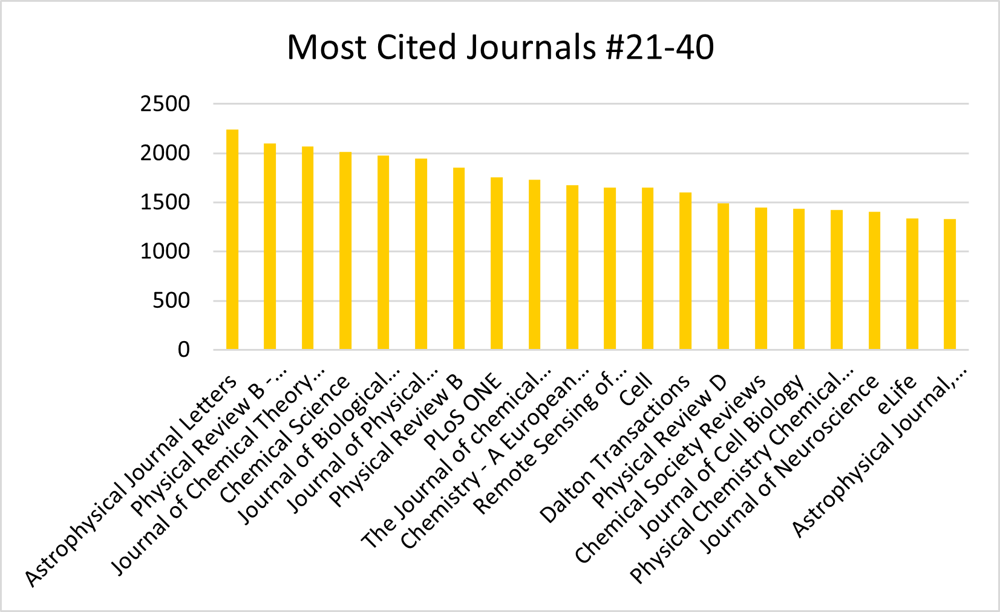 Most Cited Journals #21-40
2500
2000
1500
1000
500
0
Astrophysical Journal Letters
Physical Review B -...
Journal of Chemical Theory...
Chemical Science
Journal of Biological...
Journal of Physical...
Physical Review B
PLoS ONE
The Journal of chemical...
Chemistry - A European...
Remote Sensing of...
Cell
Dalton Transactions
Physical Review D
Chemical Society Reviews
Journal of Cell Biology
Physical Chemistry Chemical...
Journal of Neuroscience
eLife
Astrophysical Journal,...